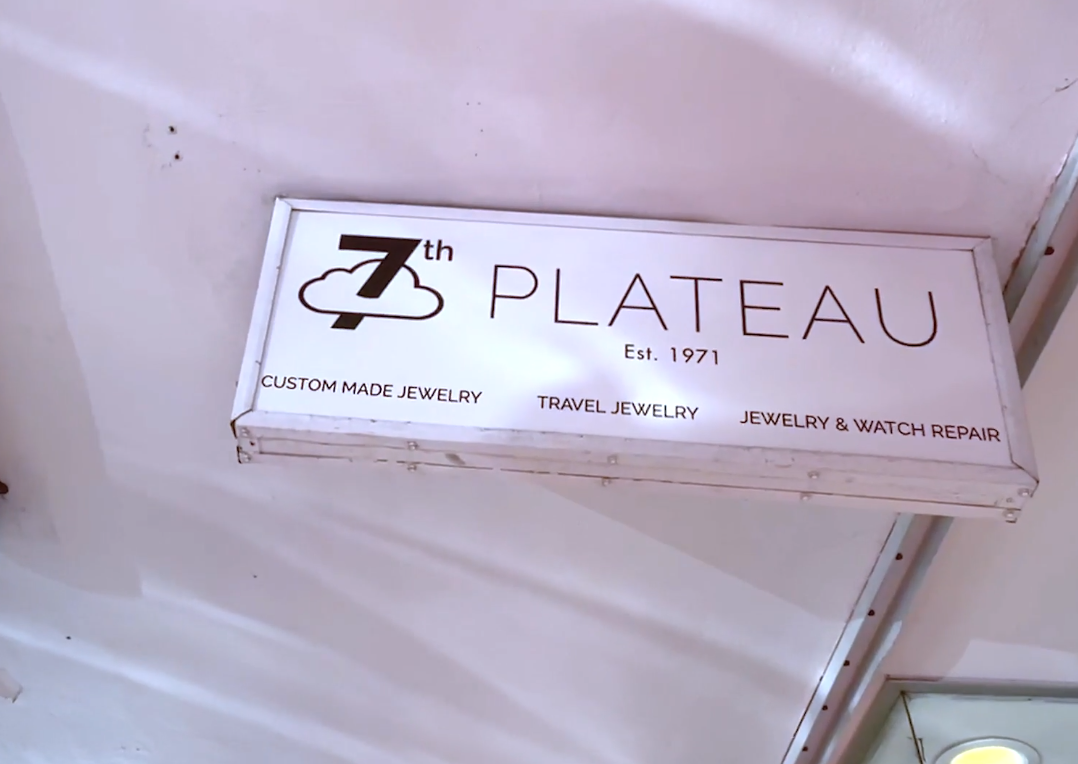 7th PLATEAU
Est. 1971
CUSTOM MADE JEWELRY TRAVEL JEWELRY JEWELRY & WATCH REPAIR